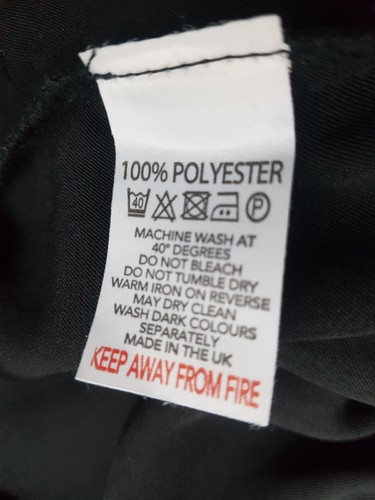 100% POLYESTER
40 P
MACHINE WASH AT
40° DEGREES
DO NOT BLEACH
DO NOT TUMBLE DRY
WARM IRON ON REVERSE
MAY DRY CLEAN
WASH DARK COLOURS
SEPARATELY
MADE IN THE UK
KEEP AWAY FROM FIRE